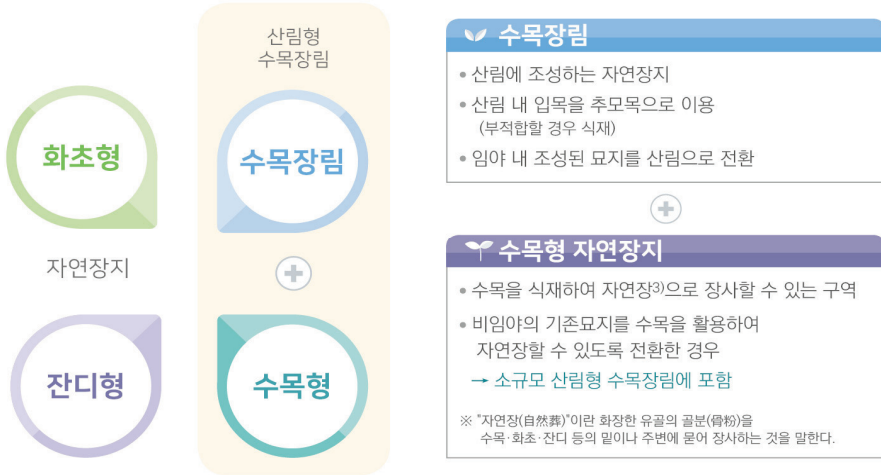 산림형
수목장림
화초형
수목장림
자연장지
잔디형
수목형
수목장림
• 산림에 조성하는 자연장지
• 산림 내 입목을 추모목으로 이용
(부적합할 경우 식재)
• 임야 내 조성된 묘지를 산림으로 전환
수목형 자연장지
• 수목을 식재하여 자연장3)으로 장사할 수 있는 구역
• 비임야의 기존묘지를 수목을 활용하여
자연장할 수 있도록 전환한 경우
→ 소규모 산림형 수목장림에 포함
※ "자연장(自然葬)"이란 화장한 유골의 골분(骨粉)을
수목·화초·잔디 등의 밑이나 주변에 묻어 장사하는 것을 말한다.